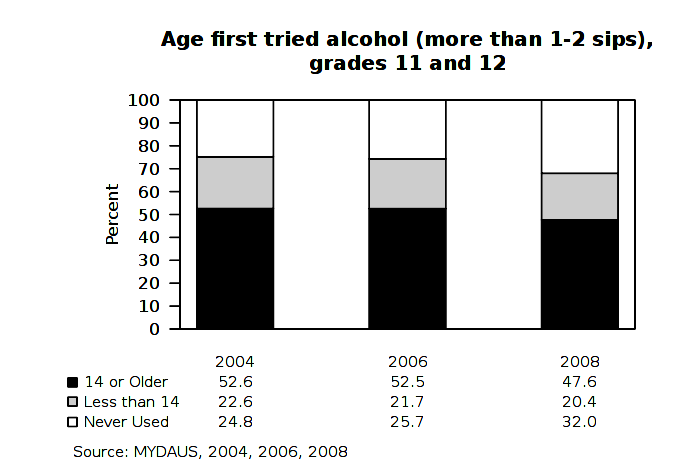 Age first tried alcohol (more than 1-2 sips),
grades 11 and 12
Percent
100
90
80
70
60
50
40
30
20
10
0
2004 2006 2008
14 or Older 52.6 52.5 47.6
Less than 14 22.6 21.7 20.4
Never Used 24.8 25.7 32.0
Source: MYDAUS, 2004, 2006, 2008